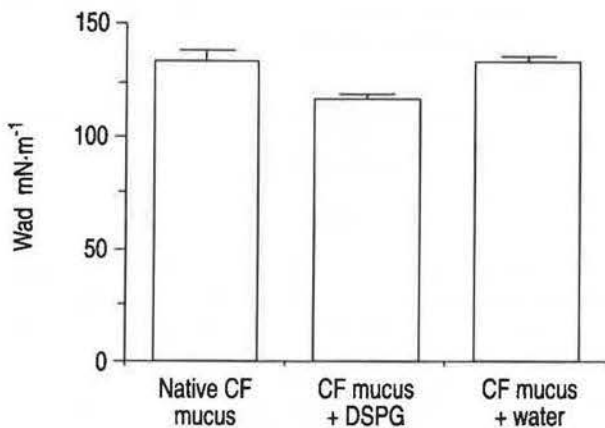 150
100
50
0
Wad mN·m⁻¹
Native CF
mucus
CF mucus
+ DSPG
CF mucus
+ water